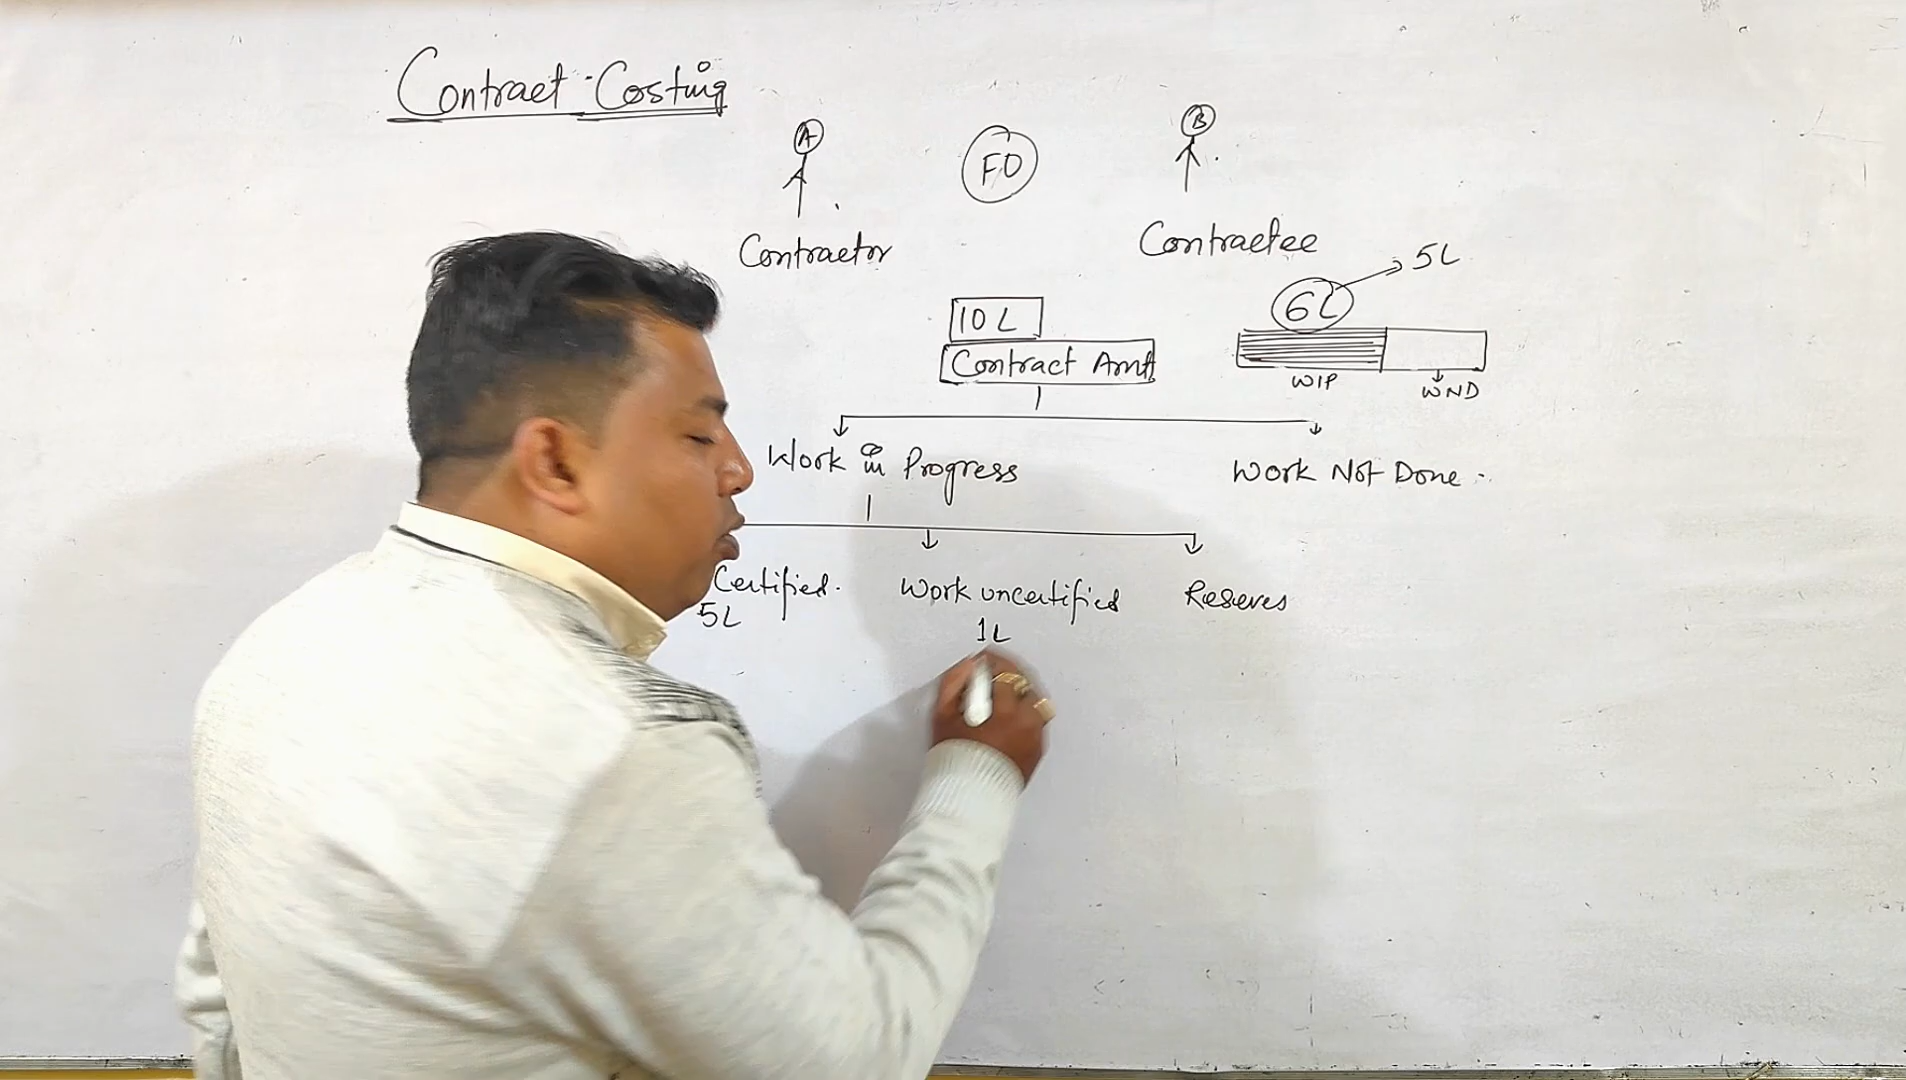 Contract Costing
A
FD
B
Contractor
Contractee
5L
10 L
6L
Contract Amt
WIP
WND
Work in Progress
Work Not Done
Certified.
Work uncertified
Reserves
5L
1L